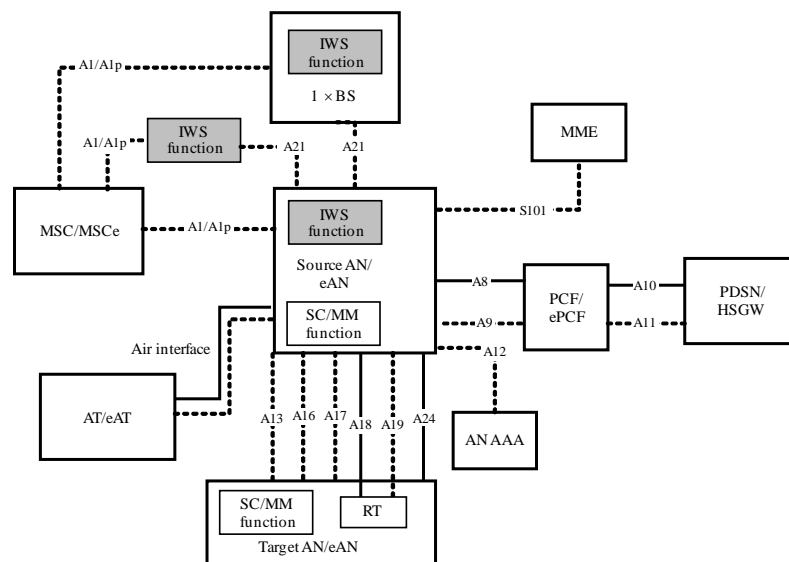 IWS
function
1 × BS
A1/A1p
A1/A1p
IWS
function
A21
A21
MME
MSC/MSCe
A1/A1p
IWS
function
S101
Source AN/
eAN
A8
PCF/
ePCF
A10
PDSN/
HSGW
SC/MM
function
A9
A11
Air interface
A12
AT/eAT
A13
A16
A17
A18
A19
A24
AN AAA
SC/MM
function
RT
Target AN/eAN